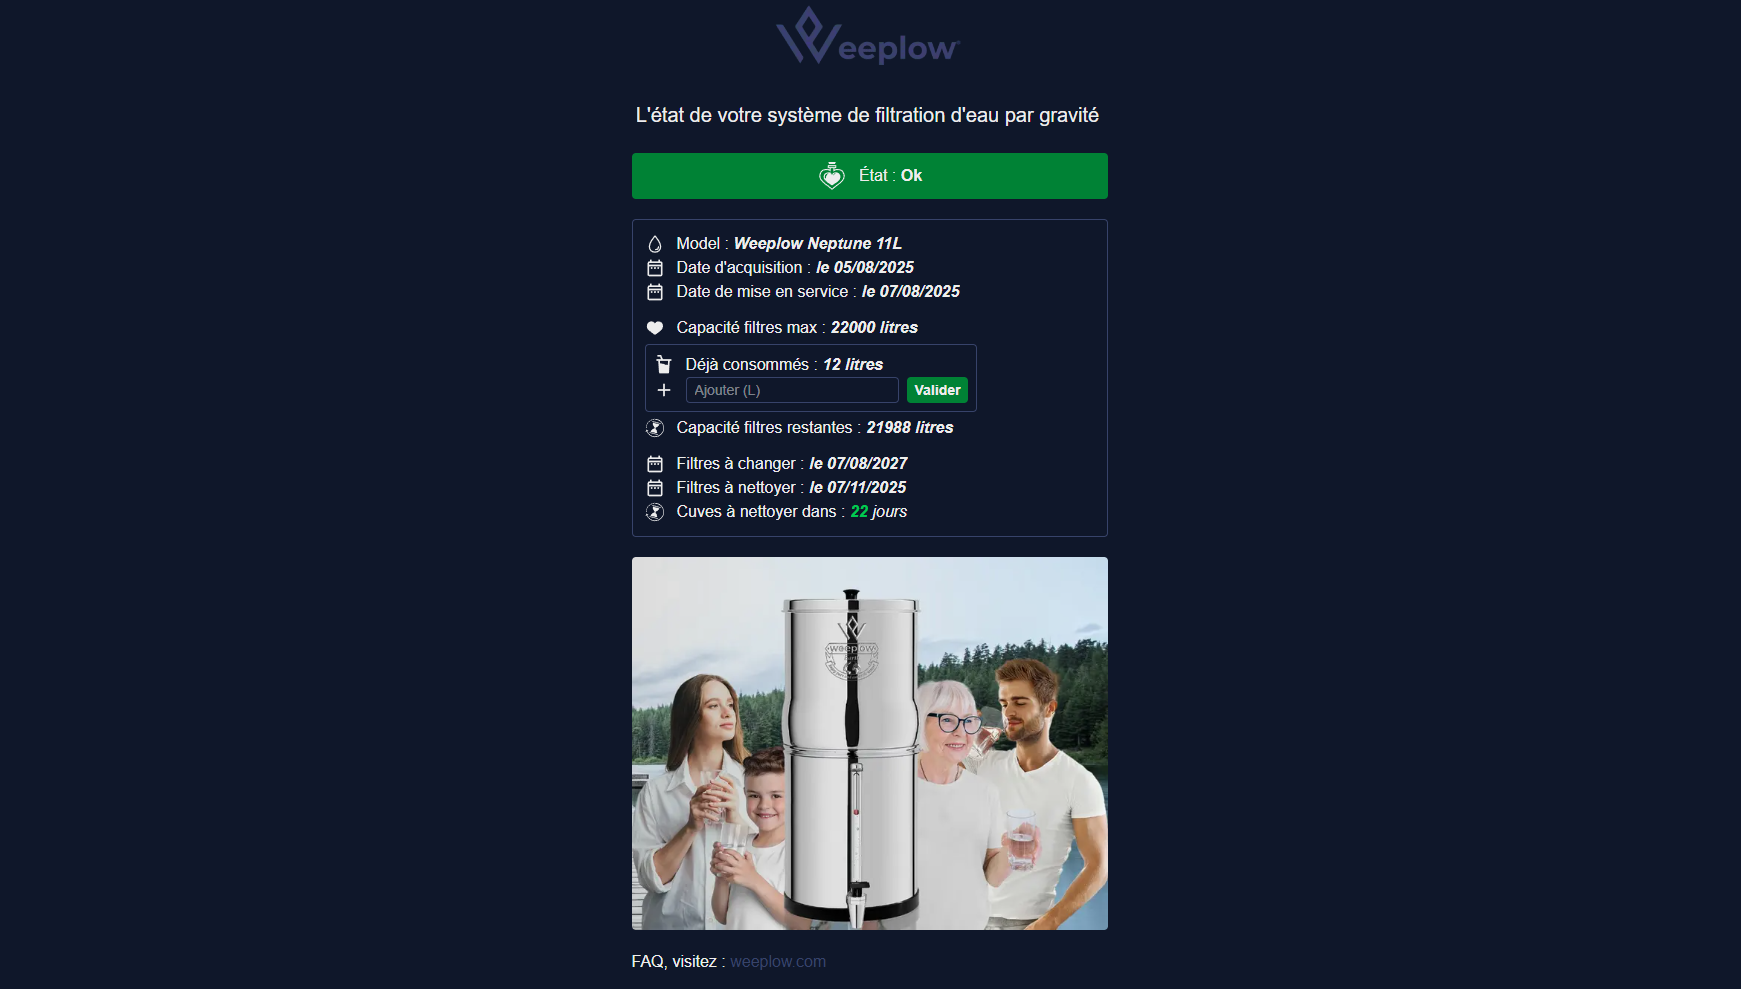 Weeplow
L'état de votre système de filtration d'eau par gravité
État : Ok
Model : Weeplow Neptune 11L
Date d'acquisition : le 05/08/2025
Date de mise en service : le 07/08/2025
Capacité filtres max : 22000 litres
Déjà consommés : 12 litres
+ Ajouter (L) Valider
Capacité filtres restantes : 21988 litres
Filtres à changer : le 07/08/2027
Filtres à nettoyer : le 07/11/2025
Cuves à nettoyer dans : 22 jours
weeplow
FAQ, visitez : weeplow.com